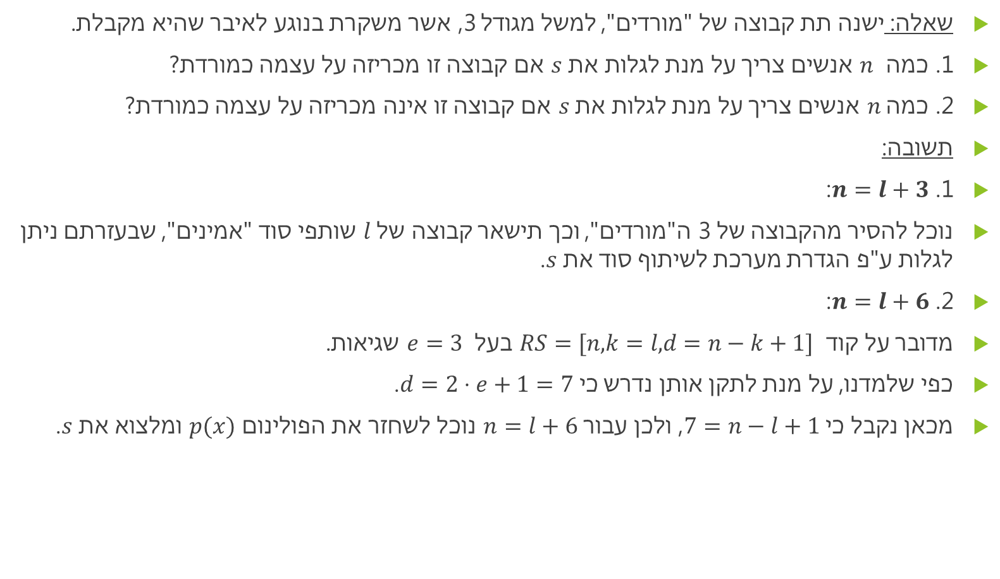 שאלה: ישנה תת קבוצה של "מורדים", למשל מגודל 3, אשר משקרת בנוגע לאיבר שהיא מקבלת.
1. כמה n אנשים צריך על מנת לגלות את s אם קבוצה זו מכריזה על עצמה כמורדת?
2. כמה n אנשים צריך על מנת לגלות את s אם קבוצה זו אינה מכריזה על עצמה כמורדת?
תשובה:
1. n = l + 3:
נוכל להסיר מהקבוצה של 3 ה"מורדים", וכך תישאר קבוצה של l שותפי סוד "אמינים", שבעזרתם ניתן
לגלות ע"פ הגדרת מערכת לשיתוף סוד את s.
2. n = l + 6:
מדובר על קוד RS = [n,k = l,d = n − k + 1] בעל e = 3 שגיאות.
כפי שלמדנו, על מנת לתקן אותן נדרש כי d = 2 · e + 1 = 7.
מכאן נקבל כי 7 = n − l + 1, ולכן עבור n = l + 6 נוכל לשחזר את הפולינום p(x) ומלצוא את s.